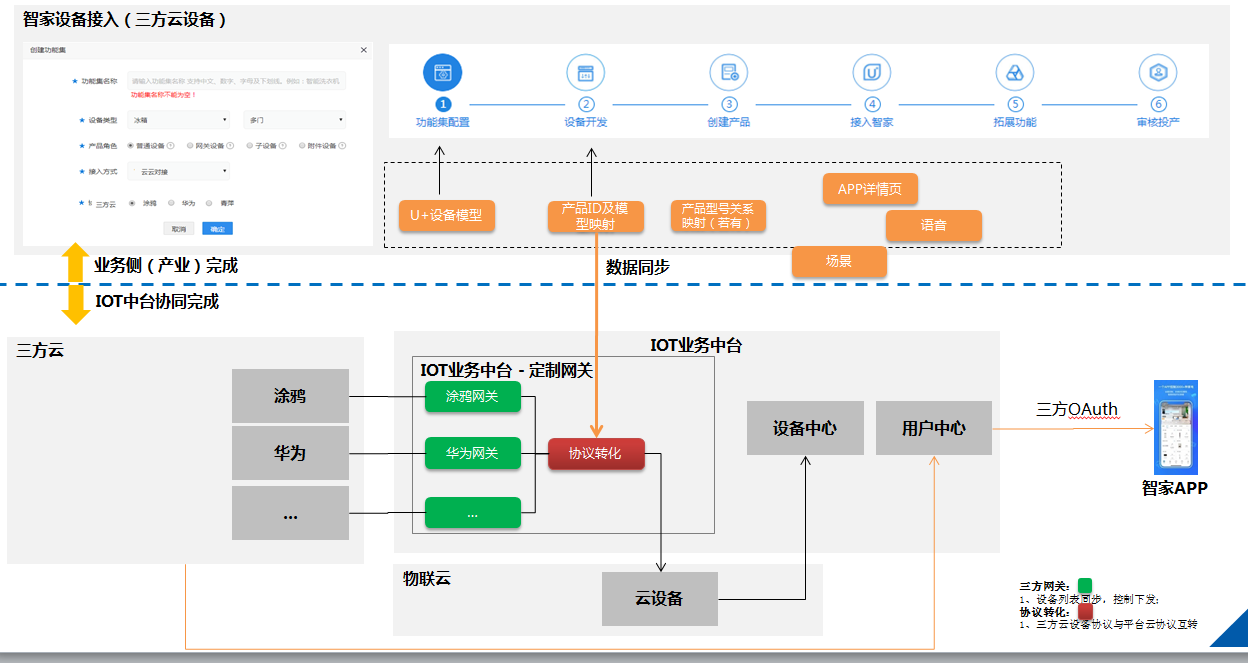 智家设备接入（三方云设备）
创建功能集
★ 功能集名称
请输入功能集名称 支持中文、数字、字母及下划线。例如：智能洗衣机
功能集名称不能为空！
★ 设备类型 冰箱 多门
★ 产品角色 普通设备 网关设备 子设备 附件设备
★ 接入方式 云云对接
★ 三方云 涂鸦 华为 青萍
取消 确定
1 2 3 4 5 6
功能集配置 设备开发 创建产品 接入智家 拓展功能 审核投产
U+设备模型
产品ID及模
型映射
产品型号关系
映射（若有）
APP详情页
语音
场景
业务侧（产业）完成
数据同步
IOT中台协同完成
三方云
涂鸦
华为
...
IOT业务中台
IOT业务中台 - 定制网关
涂鸦网关
华为网关
...
协议转化
设备中心
用户中心
三方OAuth
智家APP
物联云
云设备
三方网关:
1、设备列表同步，控制下发;
协议转化:
1、三方云设备协议与平台云协议互转